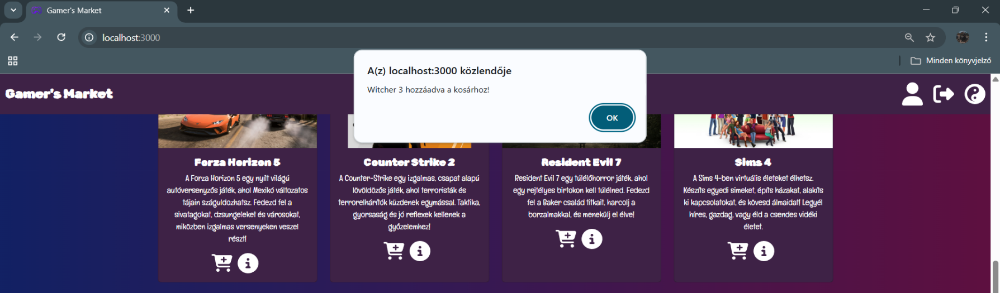 Gamer's Market
localhost:3000
Minden könyvjelző
A(z) localhost:3000 közlendője
Witcher 3 hozzáadva a kosárhoz!
OK
Gamer's Market
Forza Horizon 5
A Forza Horizon 5 egy nyílt világú
autóversenyzős játék, ahol Mexikó változatos
tájain száguldozhatsz. Fedezd fel a
sivatagokat, dzsungeleket és városokat,
miközben izgalmas versenyeken veszel
részt!
Counter Strike 2
A Counter-Strike egy izgalmas, csapat alapú
lövöldözős játék, ahol terroristák és
terrorelhárítók küzdenek egymással. Taktika,
gyorsaság és jó reflexek kellenek a
győzelemhez!
Resident Evil 7
Resident Evil 7 egy túlélőhorror játék, ahol
egy rejtélyes birtokon kell túlélned. Fedezd
fel a Baker család titkait, harcolj a
borzalmakkal, és menekülj el élve!
Sims 4
A Sims 4-ben virtuális életeket élhetsz.
Készíts egyedi simeket, építs házakat, alakíts
ki kapcsolatokat, és kövesd álmaidat! Legyél
híres, gazdag, vagy éld a csendes vidéki
életet.